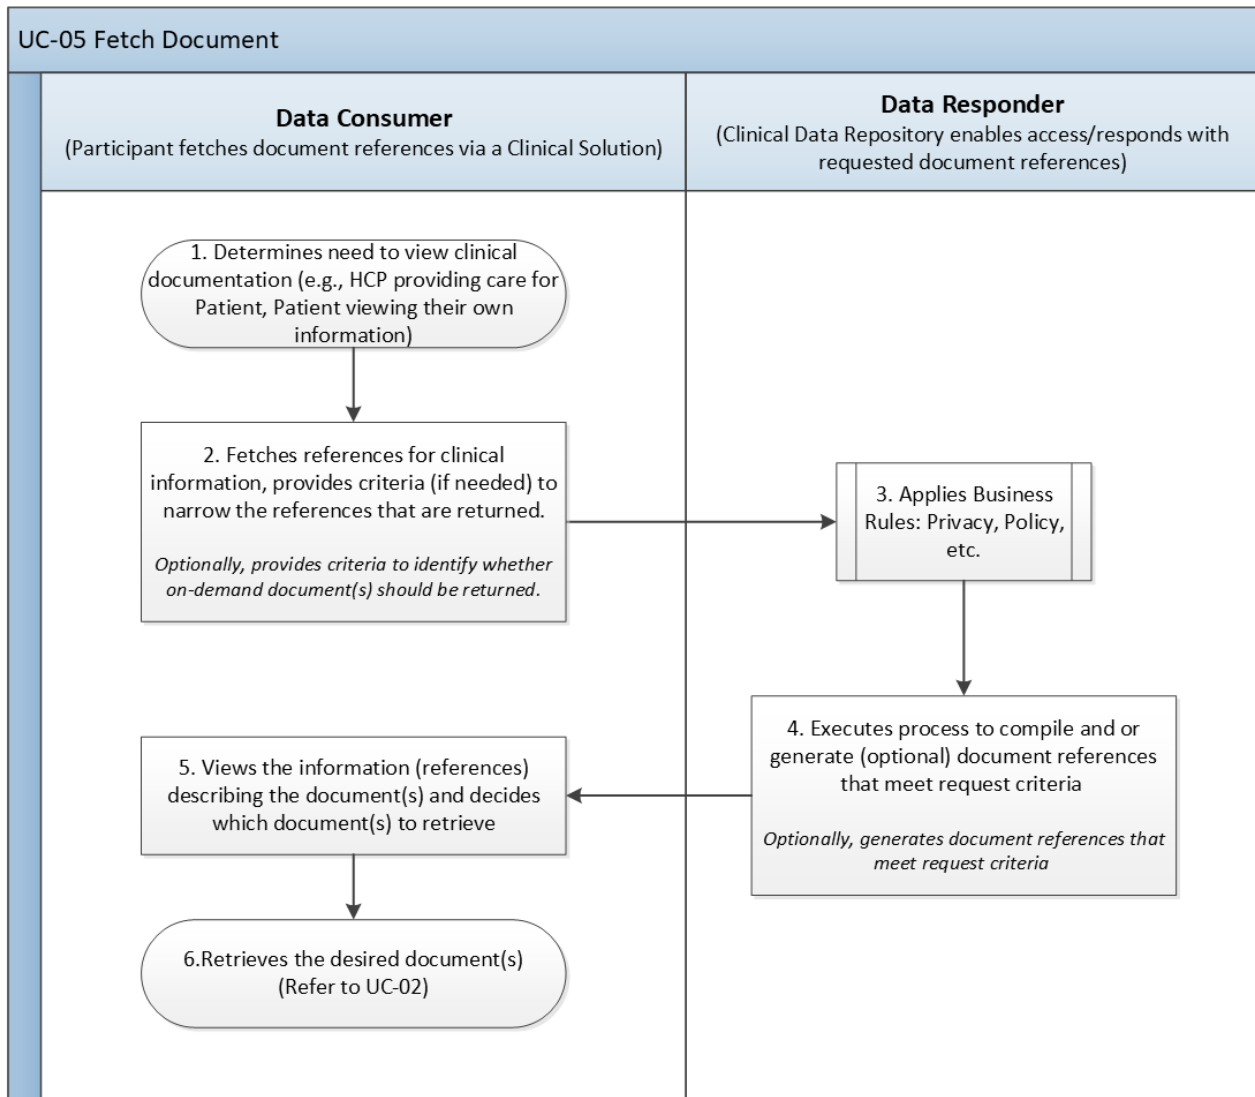 UC-05 Fetch Document
Data Consumer
(Participant fetches document references via a Clinical Solution)
Data Responder
(Clinical Data Repository enables access/responds with
requested document references)
1. Determines need to view clinical
documentation (e.g., HCP providing care for
Patient, Patient viewing their own
information)
2. Fetches references for clinical
information, provides criteria (if needed) to
narrow the references that are returned.
Optionally, provides criteria to identify whether
on-demand document(s) should be returned.
3. Applies Business
Rules: Privacy, Policy,
etc.
4. Executes process to compile and or
generate (optional) document references
that meet request criteria
Optionally, generates document references that
meet request criteria
5. Views the information (references)
describing the document(s) and decides
which document(s) to retrieve
6.Retrieves the desired document(s)
(Refer to UC-02)